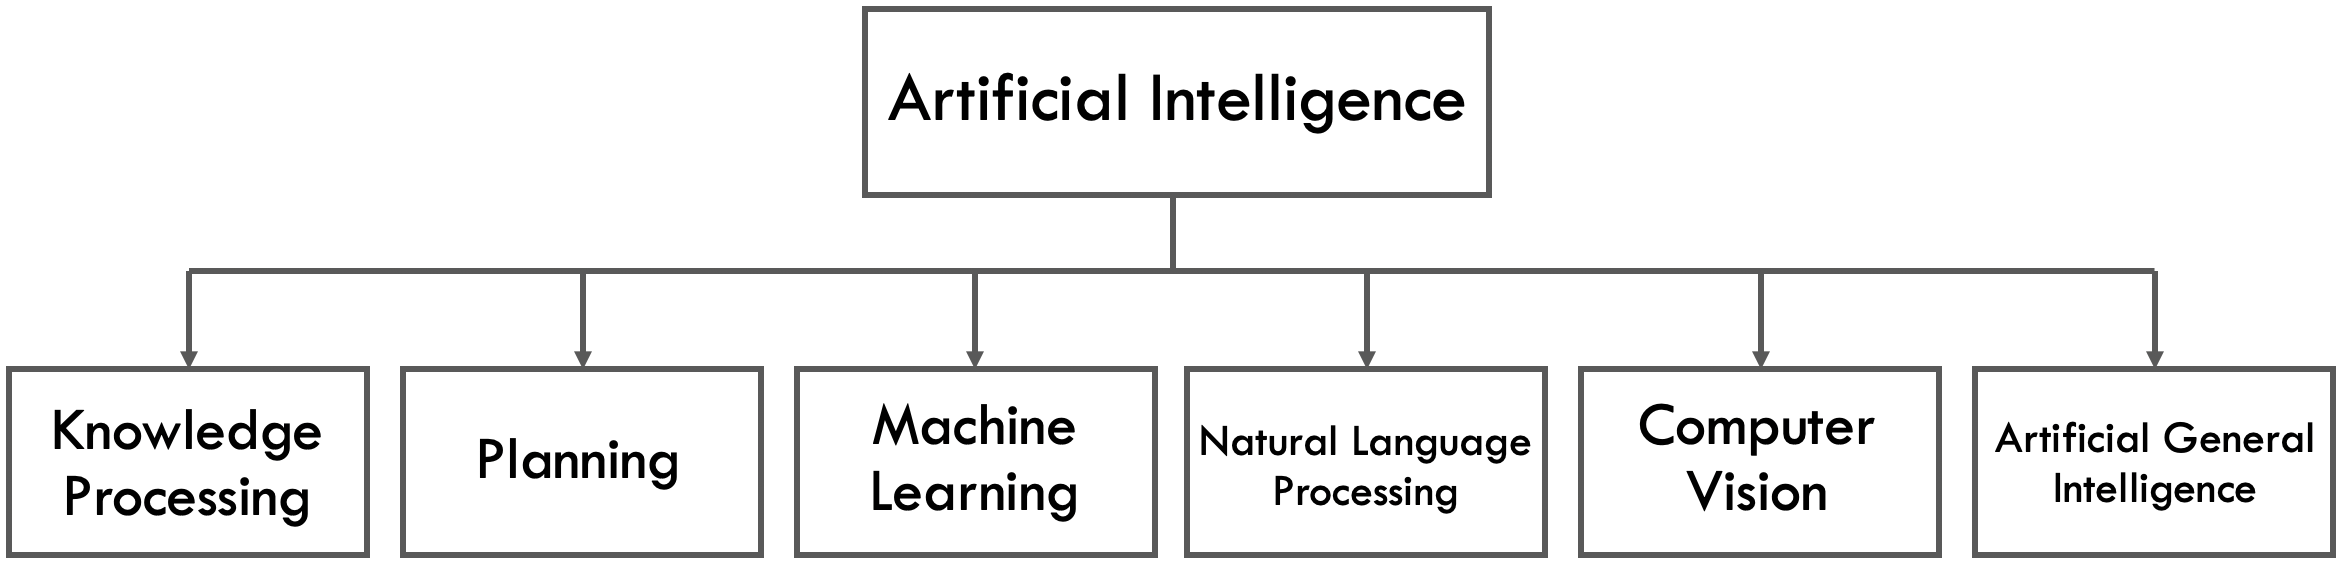 Artificial Intelligence
Knowledge
Processing
Planning
Machine
Learning
Natural Language
Processing
Computer
Vision
Artificial General
Intelligence